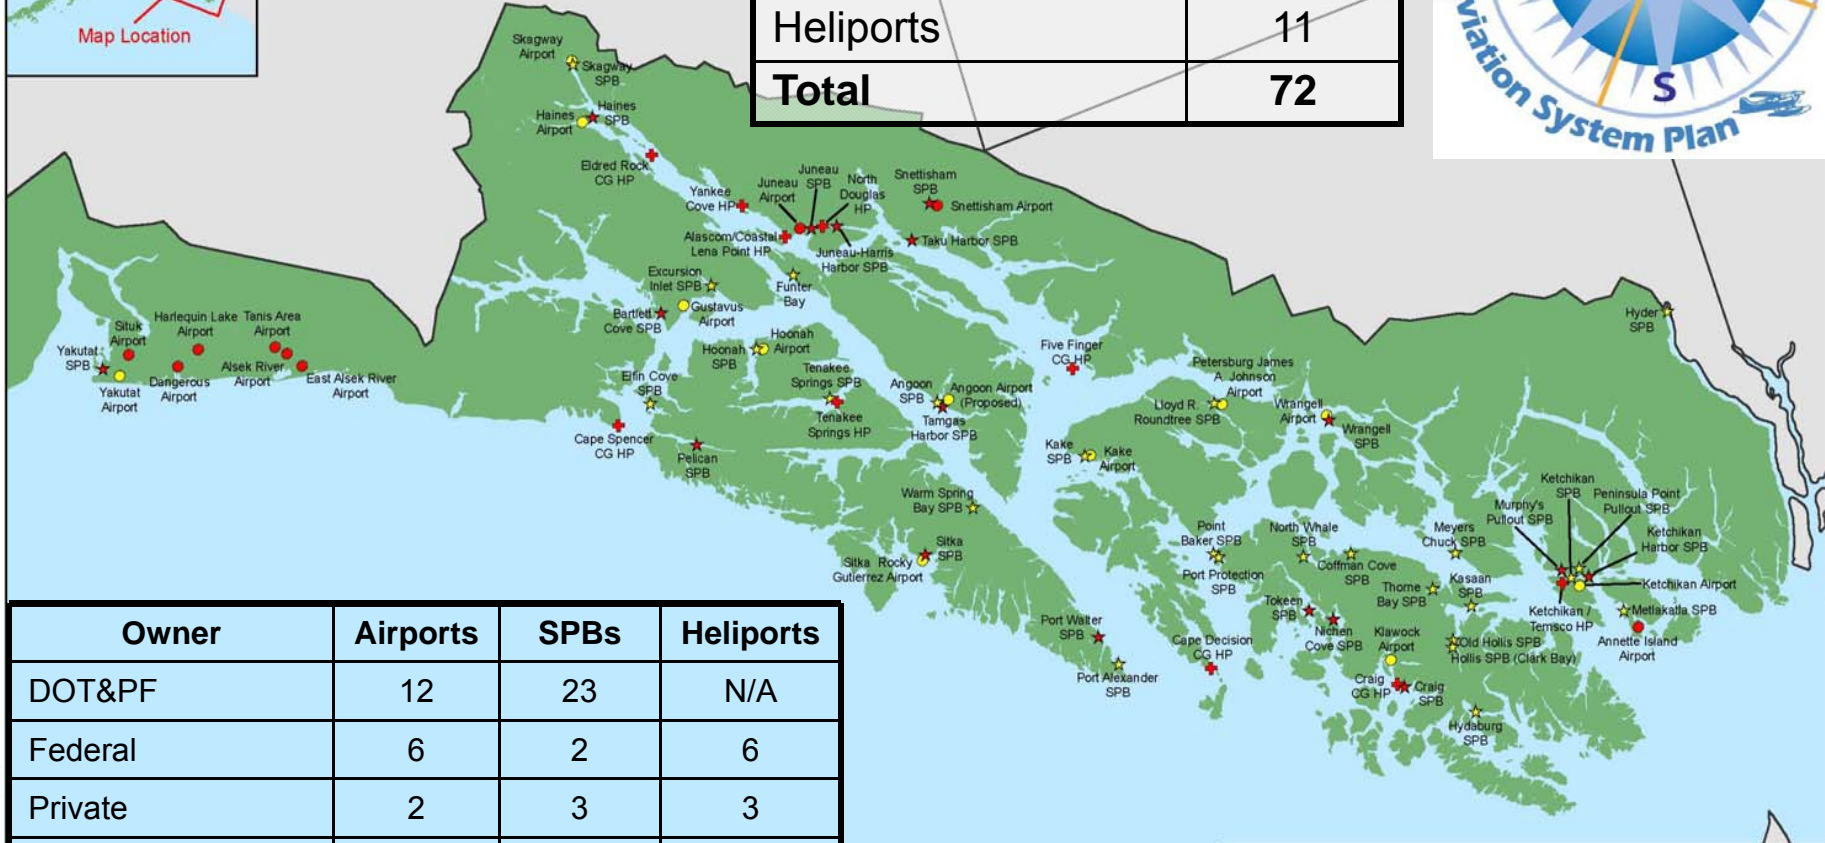 Map Location
Heliports 11
Total 72
viation System Plan
S
Skagway
Airport
Skagway
SPB
Haines
Airport
Haines
SPB
Eldred Rock
CG HP
Yankee
Cove HP
Juneau
Airport
Juneau
SPB
North
Douglas
HP
Snettisham
SPB
Snettisham Airport
Alascom/Coastal
Lena Point HP
Juneau-Harris
Harbor SPB
Taku Harbor SPB
Excursion
Inlet SPB
Funter
Bay
Bartlett
Cove SPB
Gustavus
Airport
Hoonah
SPB
Hoonah
Airport
Situk
Airport
Harlequin Lake
Airport
Tanis Area
Airport
Yakutat
SPB
Yakutat
Airport
Dangerous
Airport
Alsek River
Airport
East Alsek River
Airport
Elfin Cove
SPB
Tenakee
Springs SPB
Tenakee
Springs HP
Angoon
SPB
Angoon Airport
(Proposed)
Tamgas
Harbor SPB
Five Finger
CG HP
Cape Spencer
CG HP
Pelican
SPB
Petersburg James
A. Johnson
Airport
Lloyd R.
Roundtree SPB
Wrangell
Airport
Wrangell
SPB
Hyder
SPB
Kake
SPB
Kake
Airport
Warm Spring
Bay SPB
Sitka
SPB
Sitka Rocky
Gutierrez Airport
Point
Baker SPB
Port Protection
SPB
North Whale
SPB
Coffman Cove
SPB
Meyers
Chuck SPB
Murphy's
Pullout SPB
Ketchikan
SPB
Peninsula Point
Pullout SPB
Ketchikan
Harbor SPB
Ketchikan Airport
Thorne
Bay SPB
Kasaan
SPB
Ketchikan /
Temsco HP
Metlakatla SPB
Annette Island
Airport
Port Walter
SPB
Port Alexander
SPB
Cape Decision
CG HP
Tokeen
SPB
Nichen
Cove SPB
Klawock
Airport
Old Hollis SPB
Hollis SPB (Clark Bay)
Craig
CG HP
Craig
SPB
Hydaburg
SPB
Owner Airports SPBs Heliports
DOT&PF 12 23 N/A
Federal 6 2 6
Private 2 3 3